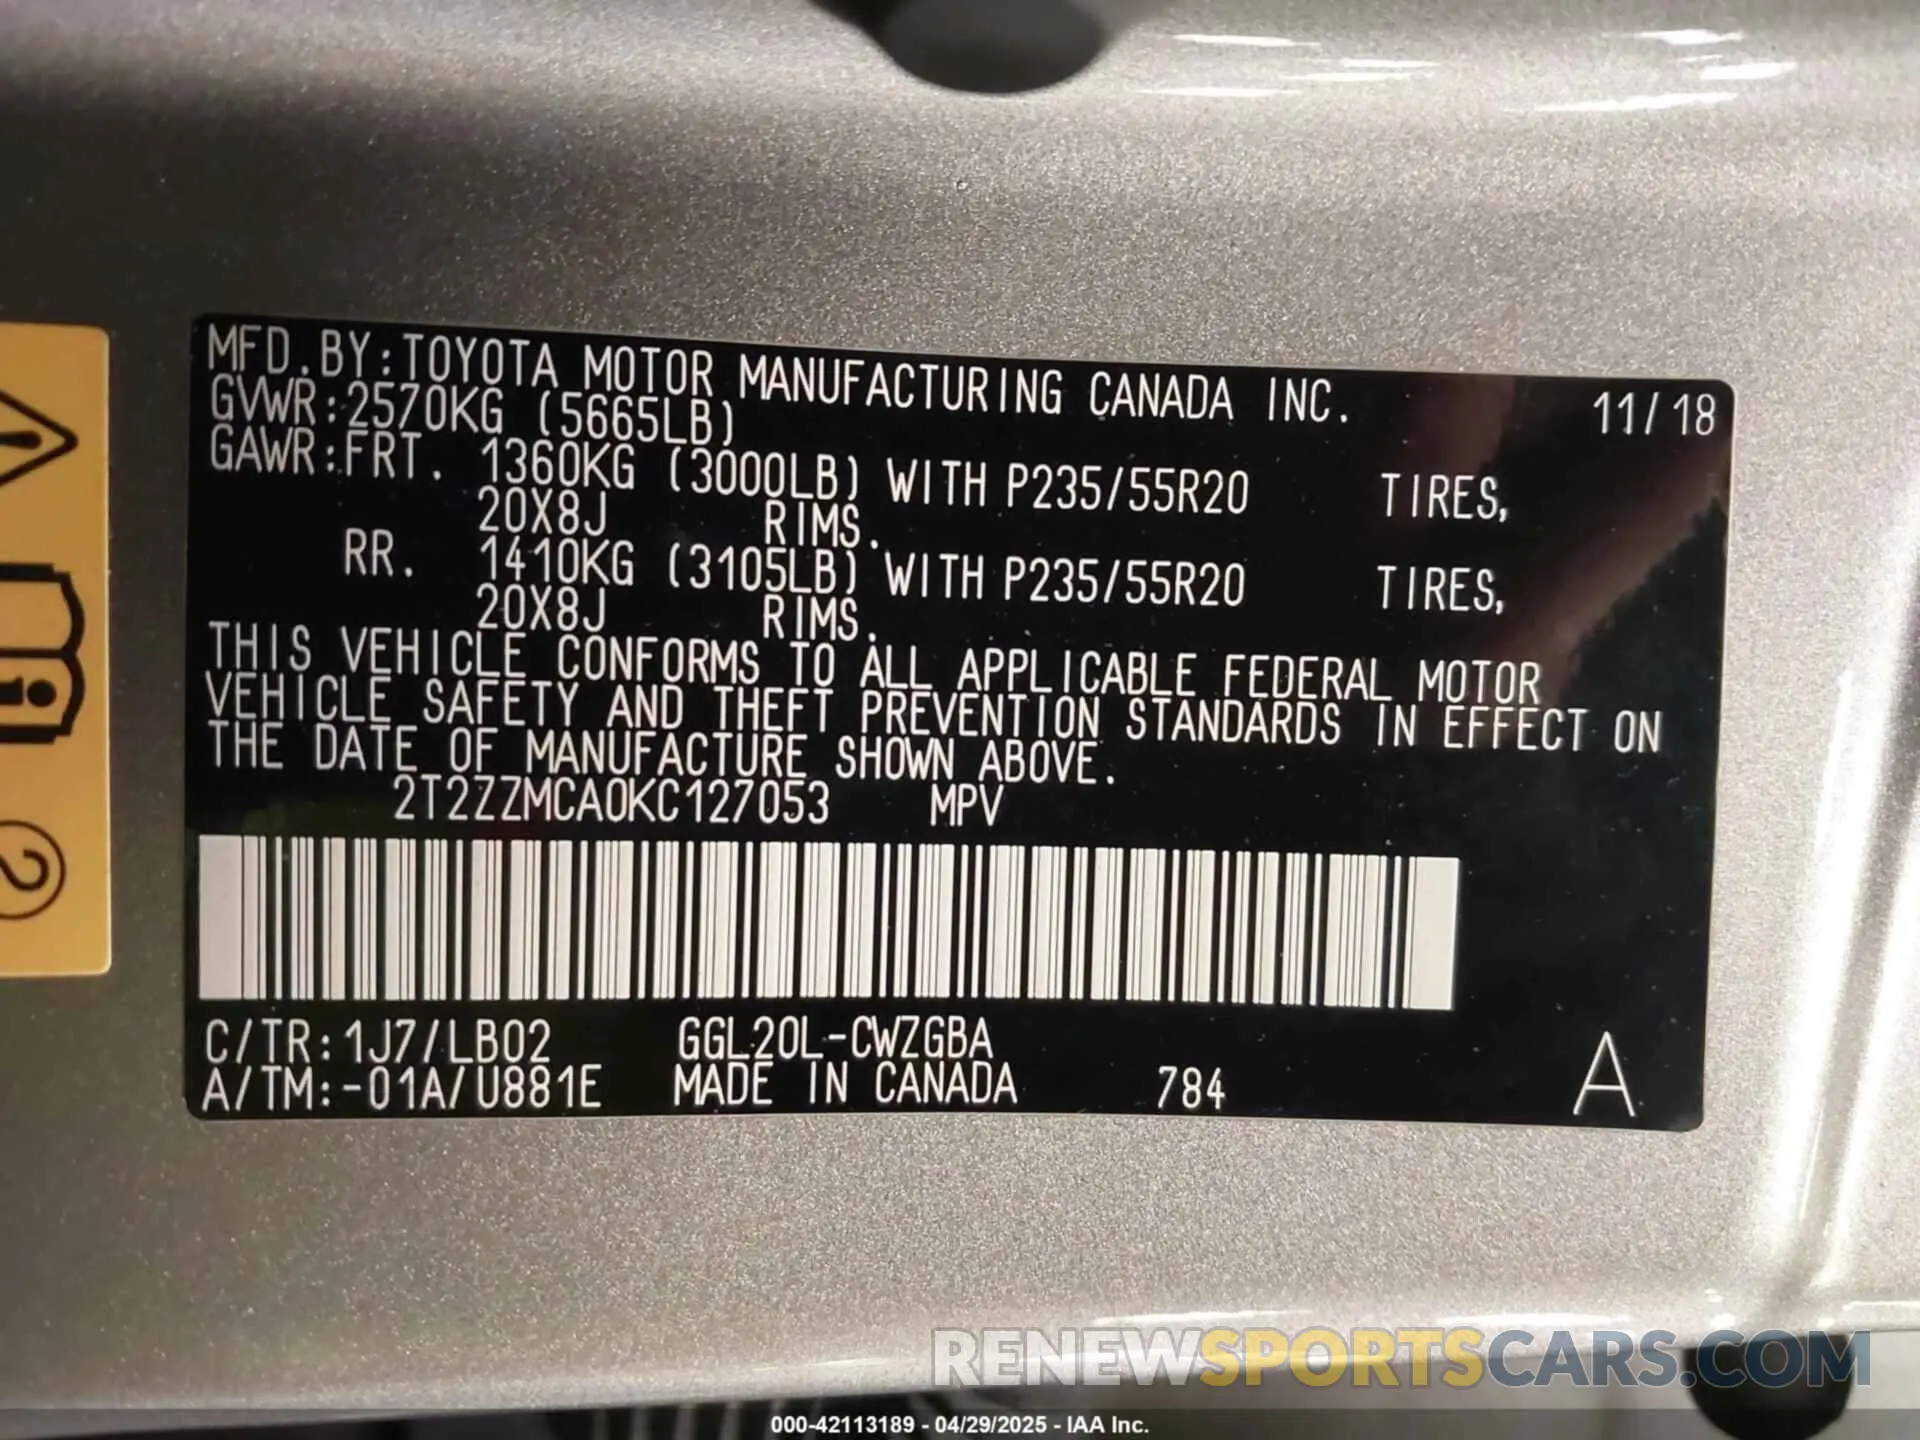 MFD.BY:TOYOTA MOTOR MANUFACTURING CANADA INC. 11/18
GVWR:2570KG (5665LB)
GAWR:FRT. 1360KG (3000LB) WITH P235/55R20 TIRES,
20X8J RIMS.
RR. 1410KG (3105LB) WITH P235/55R20 TIRES,
20X8J RIMS.
THIS VEHICLE CONFORMS TO ALL APPLICABLE FEDERAL MOTOR
VEHICLE SAFETY AND THEFT PREVENTION STANDARDS IN EFFECT ON
THE DATE OF MANUFACTURE SHOWN ABOVE.
2T2ZZMCA0KC127053 MPV
C/TR:1J7/LB02 GGL20L-CWZGBA
A/TM:-01A/U881E MADE IN CANADA 784 A
2
RENEWSPORTSCARS.COM
000-42113189 - 04/29/2025 - IAA Inc.